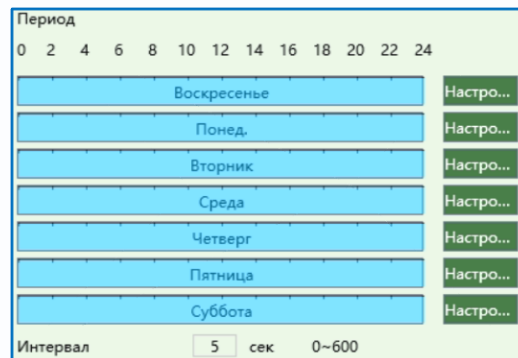 Период
0 2 4 6 8 10 12 14 16 18 20 22 24
Воскресенье Настро...
Понед. Настро...
Вторник Настро...
Среда Настро...
Четверг Настро...
Пятница Настро...
Суббота Настро...
Интервал 5 сек 0~600